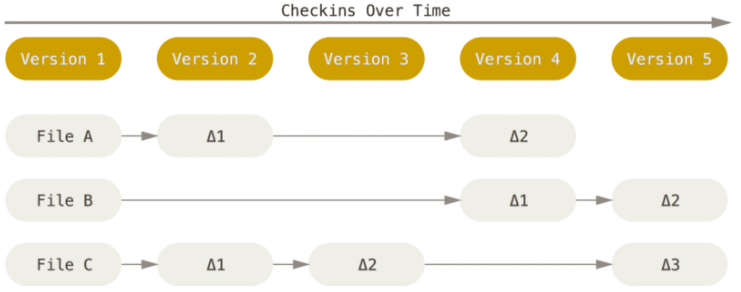 Checkins Over Time
Version 1 Version 2 Version 3 Version 4 Version 5
File A Δ1 Δ2
File B Δ1 Δ2
File C Δ1 Δ2 Δ3